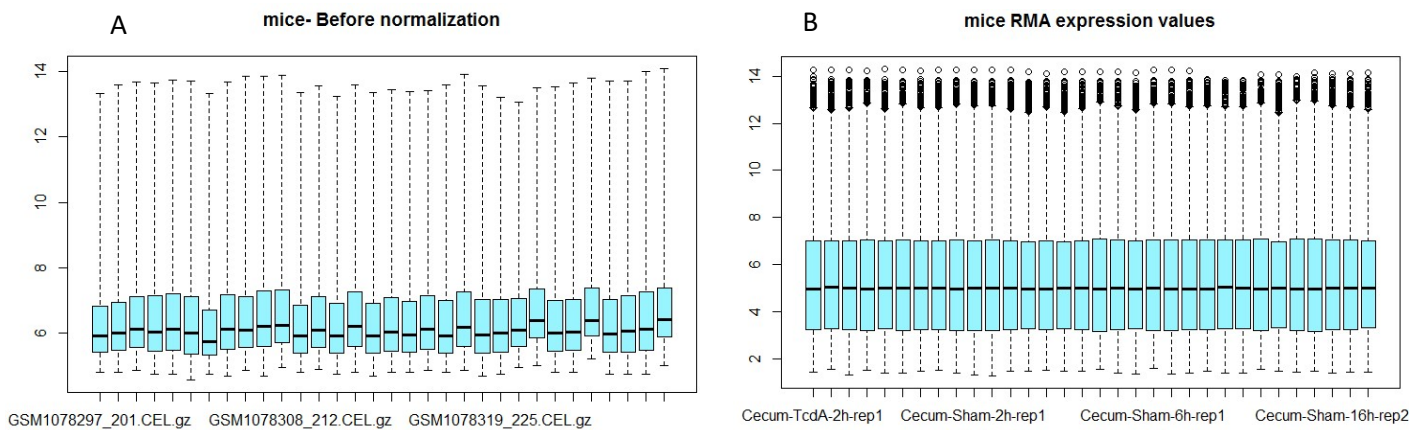 A
mice- Before normalization
14
12
10
8
6
GSM1078297_201.CEL.gz GSM1078308_212.CEL.gz GSM1078319_225.CEL.gz
B
mice RMA expression values
14
12
10
8
6
4
2
Cecum-TcdA-2h-rep1 Cecum-Sham-2h-rep1 Cecum-Sham-6h-rep1 Cecum-Sham-16h-rep2